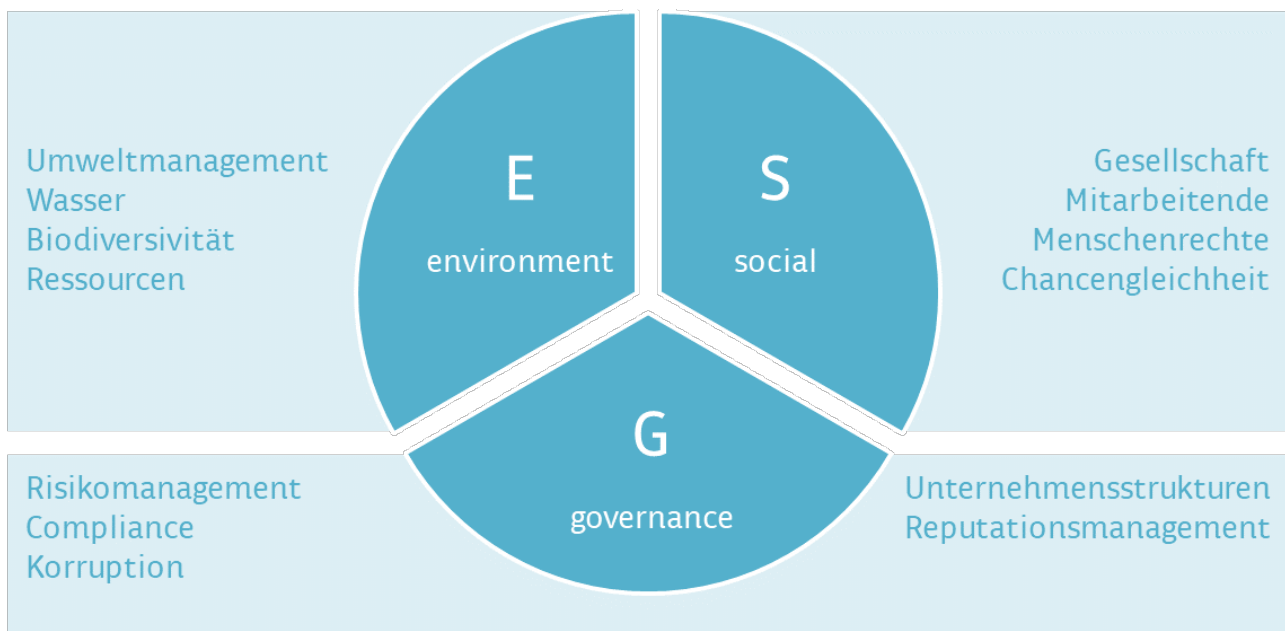 Umweltmanagement
Wasser
Biodiversivität
Ressourcen
E
environment
S
social
Gesellschaft
Mitarbeitende
Menschenrechte
Chancengleichheit
Risikomanagement
Compliance
Korruption
G
governance
Unternehmensstrukturen
Reputationsmanagement